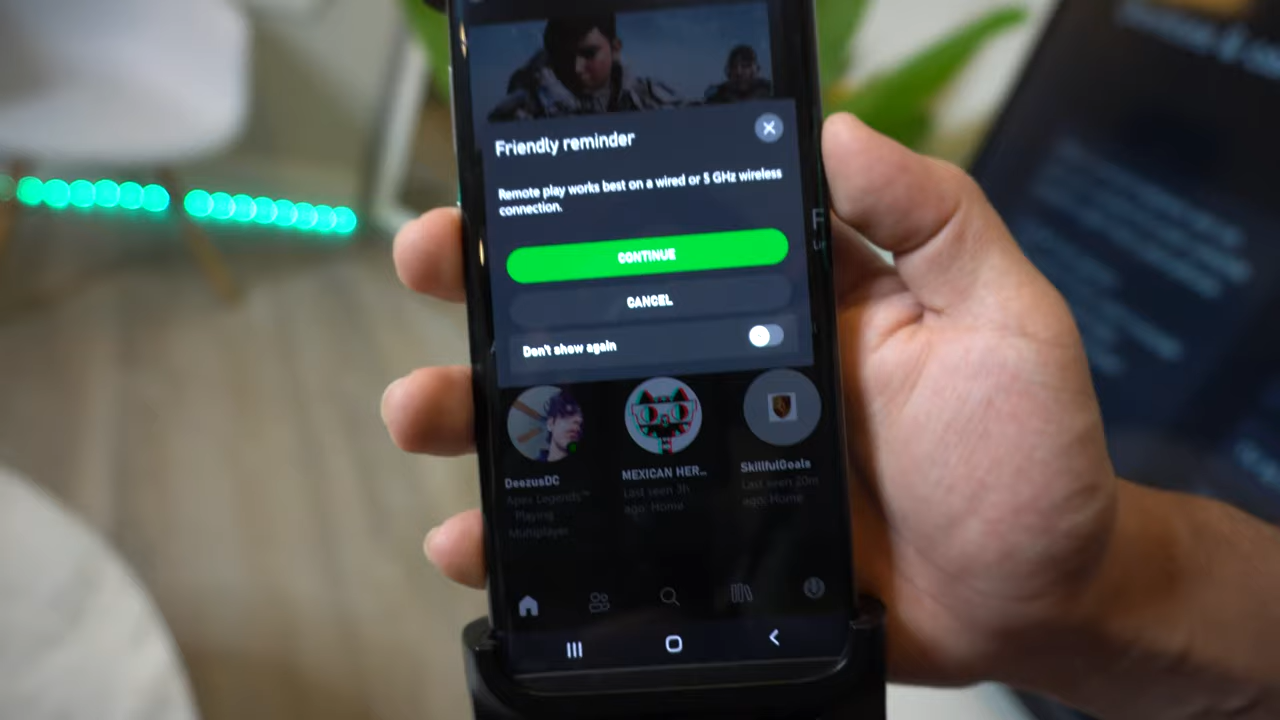 Friendly reminder
Remote play works best on a wired or 5 GHz wireless
connection.
CONTINUE
CANCEL
Don't show again
DeezusDC
Apex Legends™
Playing
Multiplayer
MEXICAN HER...
Last seen 3h
ago: Home
SkillfulGoals
Last seen 20m
ago: Home